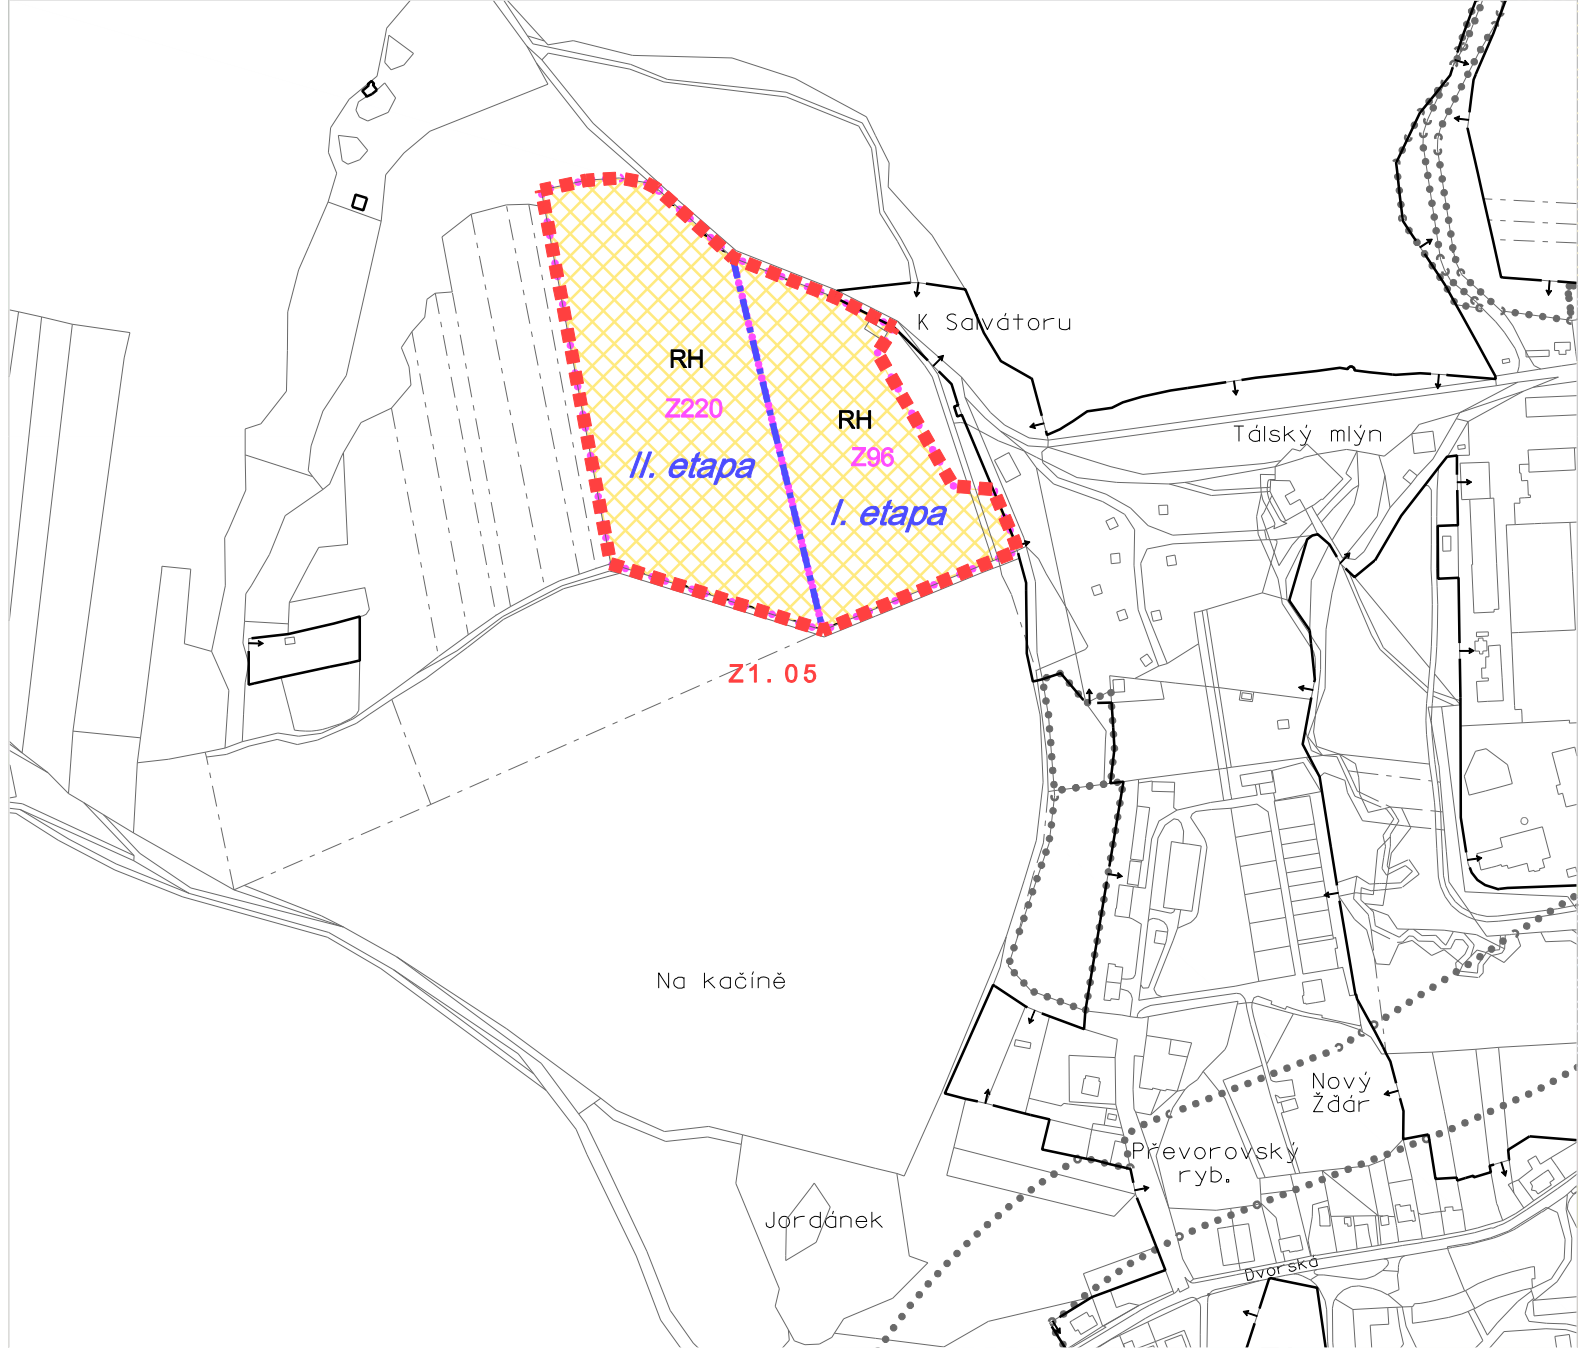 K Salvátoru
RH
Z220
RH
Tálský mlýn
Z96
II. etapa
I. etapa
Z1.05
Na kačíně
Nový
Žďár
Převorovský
ryb.
Jordánek
Dvorská